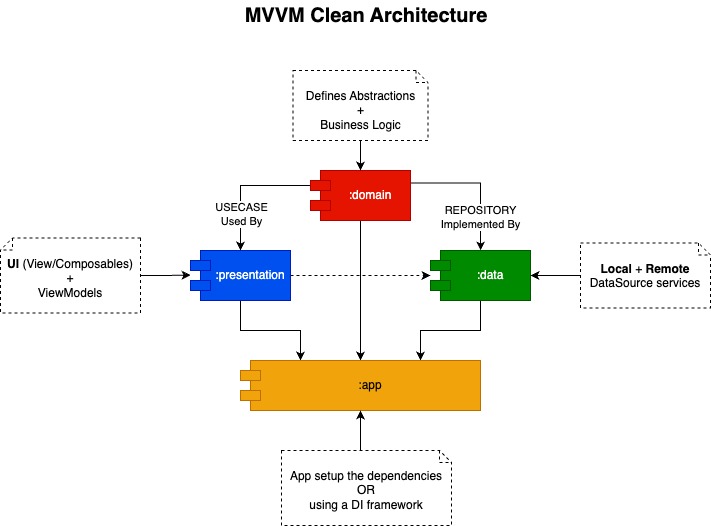 MVVM Clean Architecture
Defines Abstractions
+
Business Logic
:domain
USECASE
Used By
REPOSITORY
Implemented By
UI (View/Composables)
+
ViewModels
:presentation
:data
Local + Remote
DataSource services
:app
App setup the dependencies
OR
using a DI framework